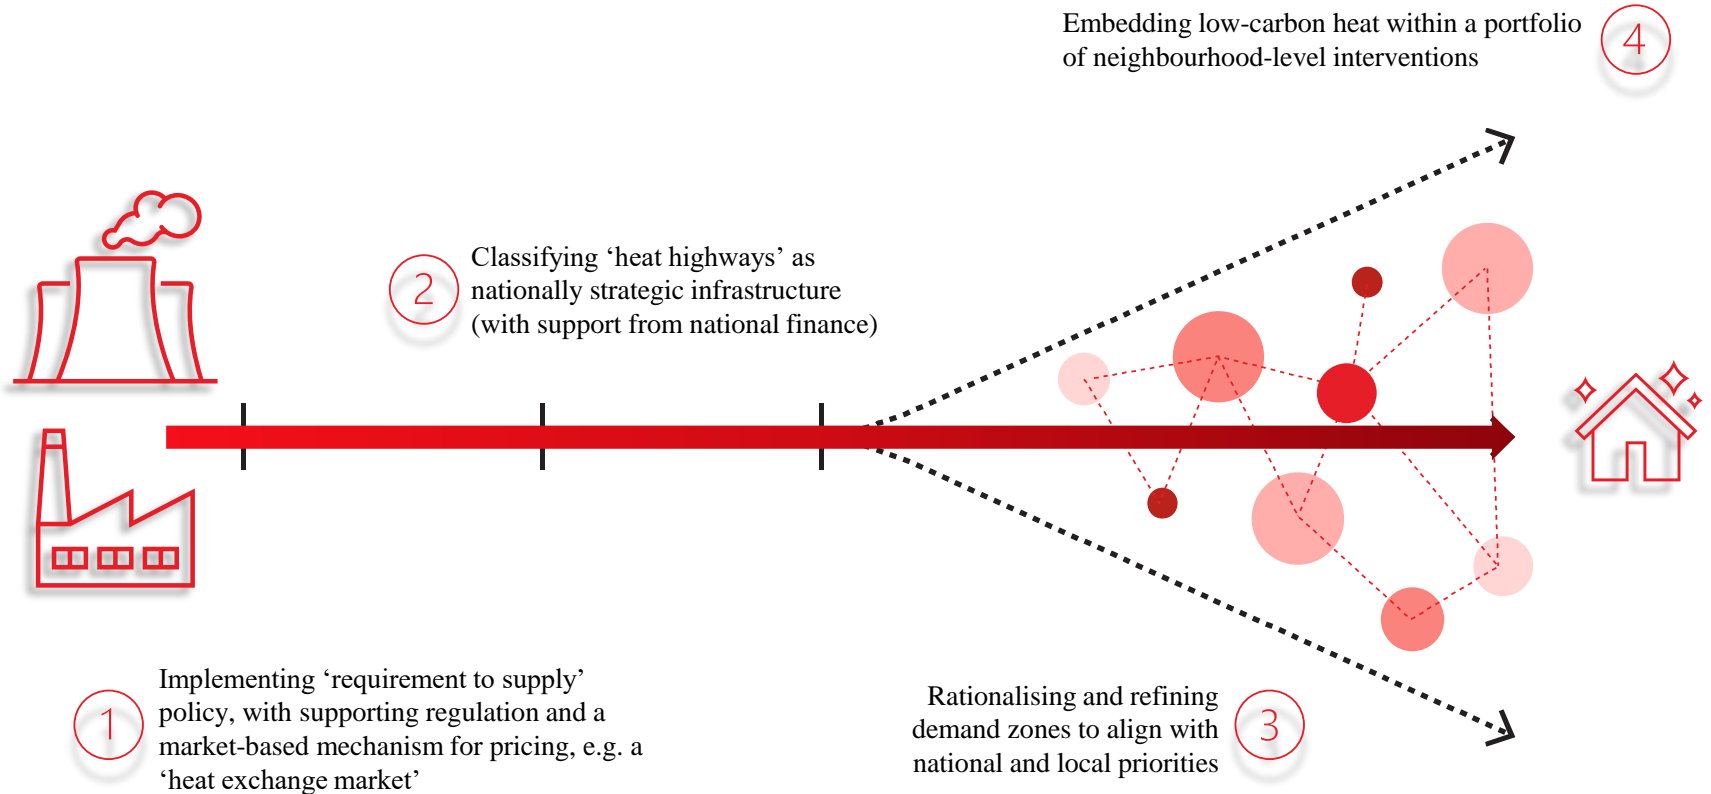 Embedding low-carbon heat within a portfolio
of neighbourhood-level interventions
4
2
Classifying ‘heat highways’ as
nationally strategic infrastructure
(with support from national finance)
1
Implementing ‘requirement to supply’
policy, with supporting regulation and a
market-based mechanism for pricing, e.g. a
‘heat exchange market’
Rationalising and refining
demand zones to align with
national and local priorities
3